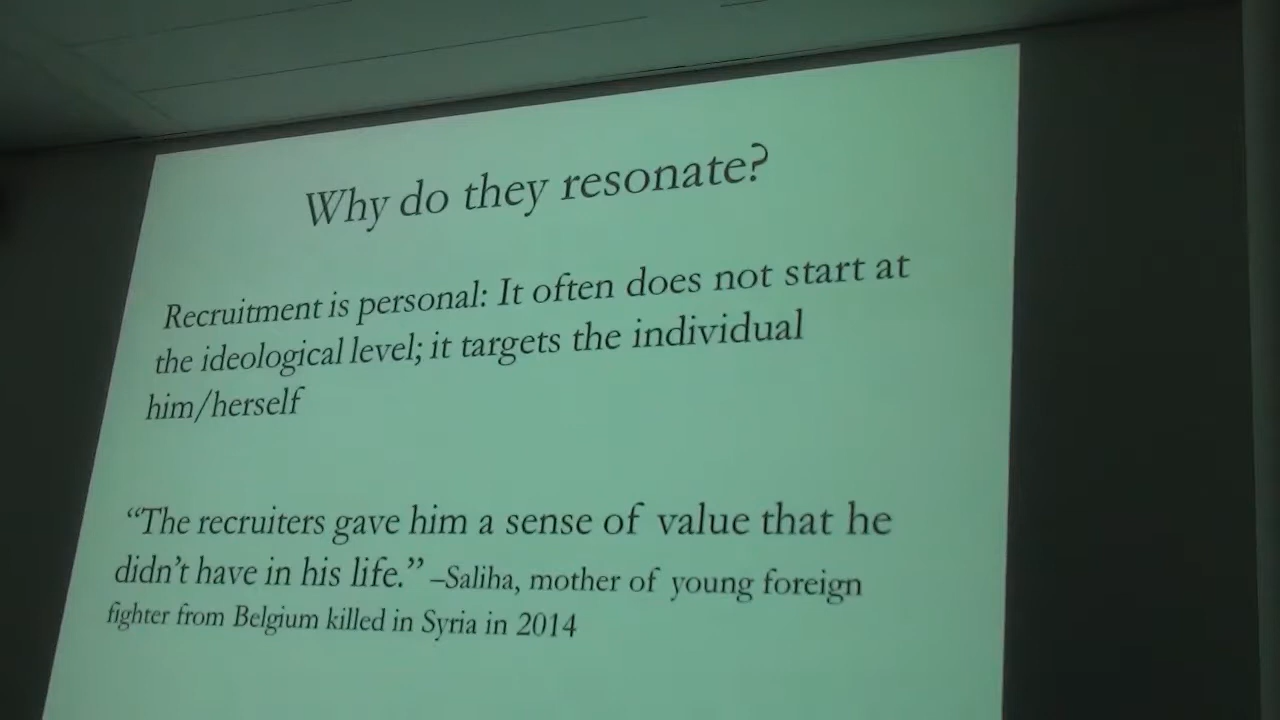 Why do they resonate?
Recruitment is personal: It often does not start at
the ideological level; it targets the individual
him/herself
“The recruiters gave him a sense of value that he
didn’t have in his life.” –Saliha, mother of young foreign
fighter from Belgium killed in Syria in 2014